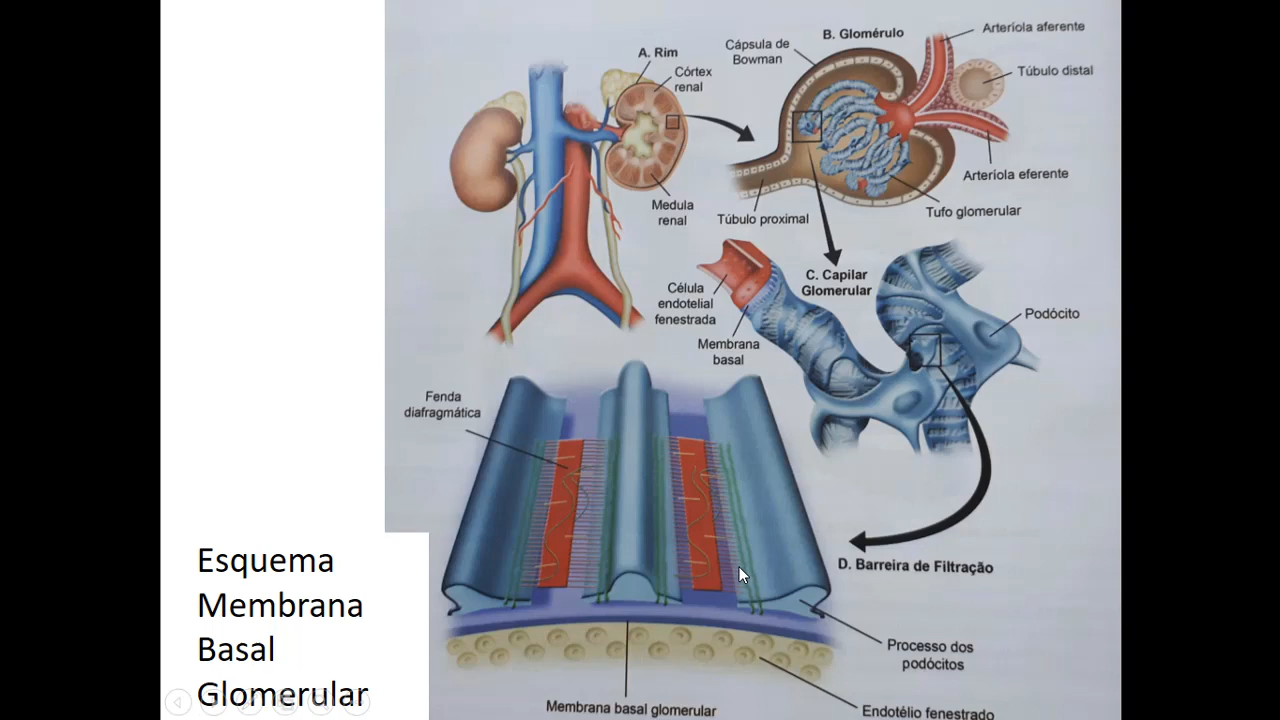 A. Rim
Córtex
renal
Medula
renal
Cápsula de
Bowman
B. Glomérulo
Arteríola aferente
Túbulo distal
Arteríola eferente
Tufo glomerular
Túbulo proximal
C. Capilar
Glomerular
Célula
endotelial
fenestrada
Membrana
basal
Podócito
Fenda
diafragmática
D. Barreira de Filtração
Processo dos
podócitos
Membrana basal glomerular
Endotélio fenestrado
Esquema
Membrana
Basal
Glomerular